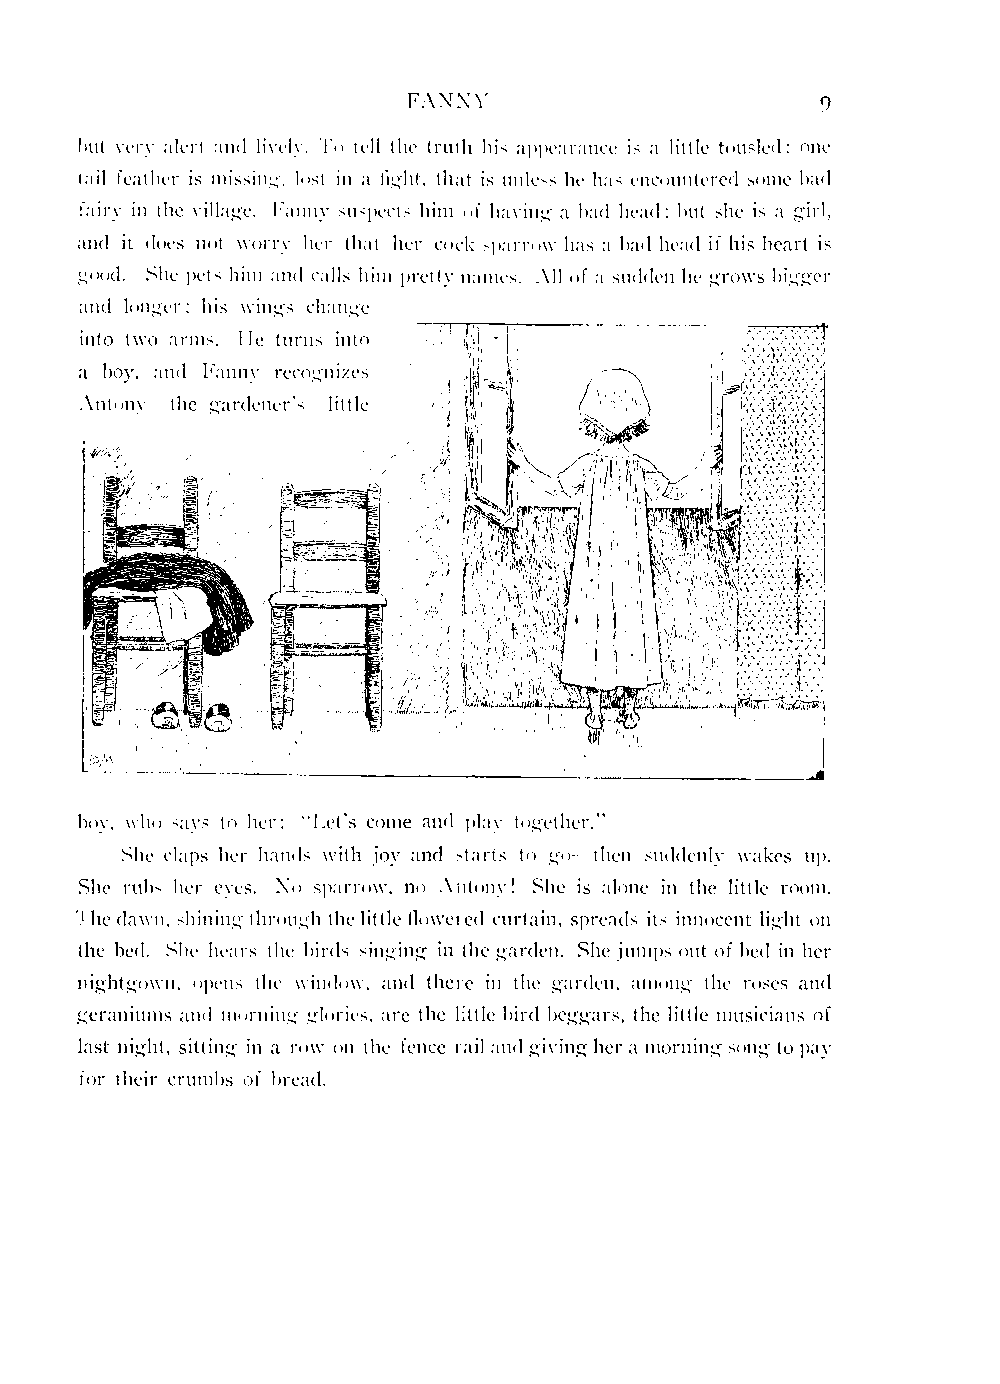 FANNY 9
but very alert and lively. To tell the truth his appearance is a little tousled: one
tail feather is missing, lost in a fight, that is unless he has encountered some bad
fairy in the village. Fanny suspects him of having a bad head; but she is a girl,
and it does not worry her that her cock-sparrow has a bad head if his heart is
good. She pets him and calls him pretty names. All of a sudden he grows bigger
and longer; his wings change
into two arms. He turns into
a boy, and Fanny recognizes
Antony the gardener's little
boy, who says to her: "Let's come and play together."
She claps her hands with joy and starts to go— then suddenly wakes up.
She rubs her eyes. No sparrow, no Antony! She is alone in the little room.
The dawn, shining through the little flowered curtain, spreads its innocent light on
the bed. She hears the birds singing in the garden. She jumps out of bed in her
nightgown, opens the window, and there in the garden, among the roses and
geraniums and morning glories, are the little bird beggars, the little musicians of
last night, sitting in a row on the fence rail and giving her a morning song to pay
for their crumbs of bread.